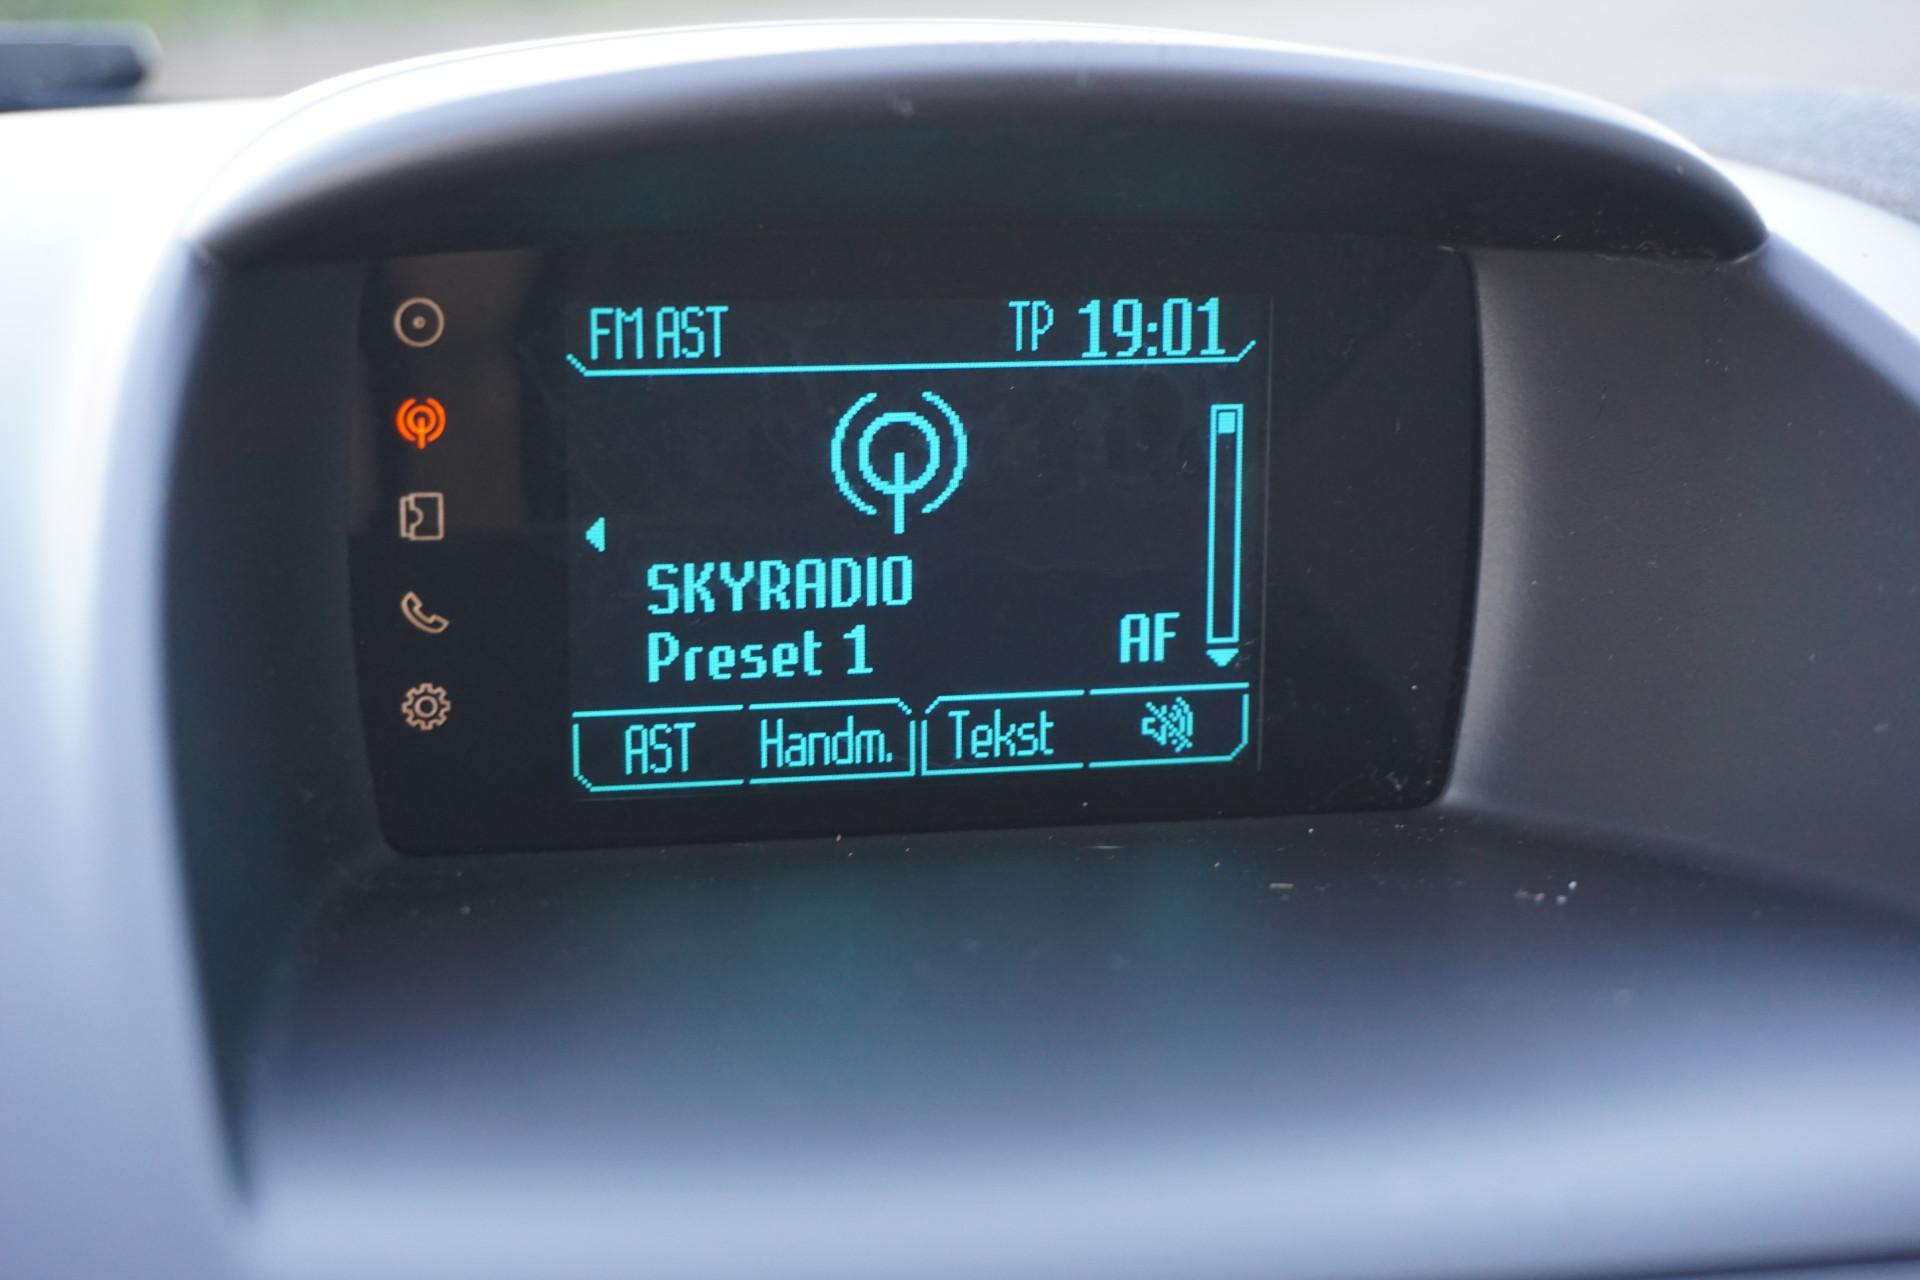 FM AST TP 19:01
SKYRADIO
Preset 1 AF
AST Handm. Tekst